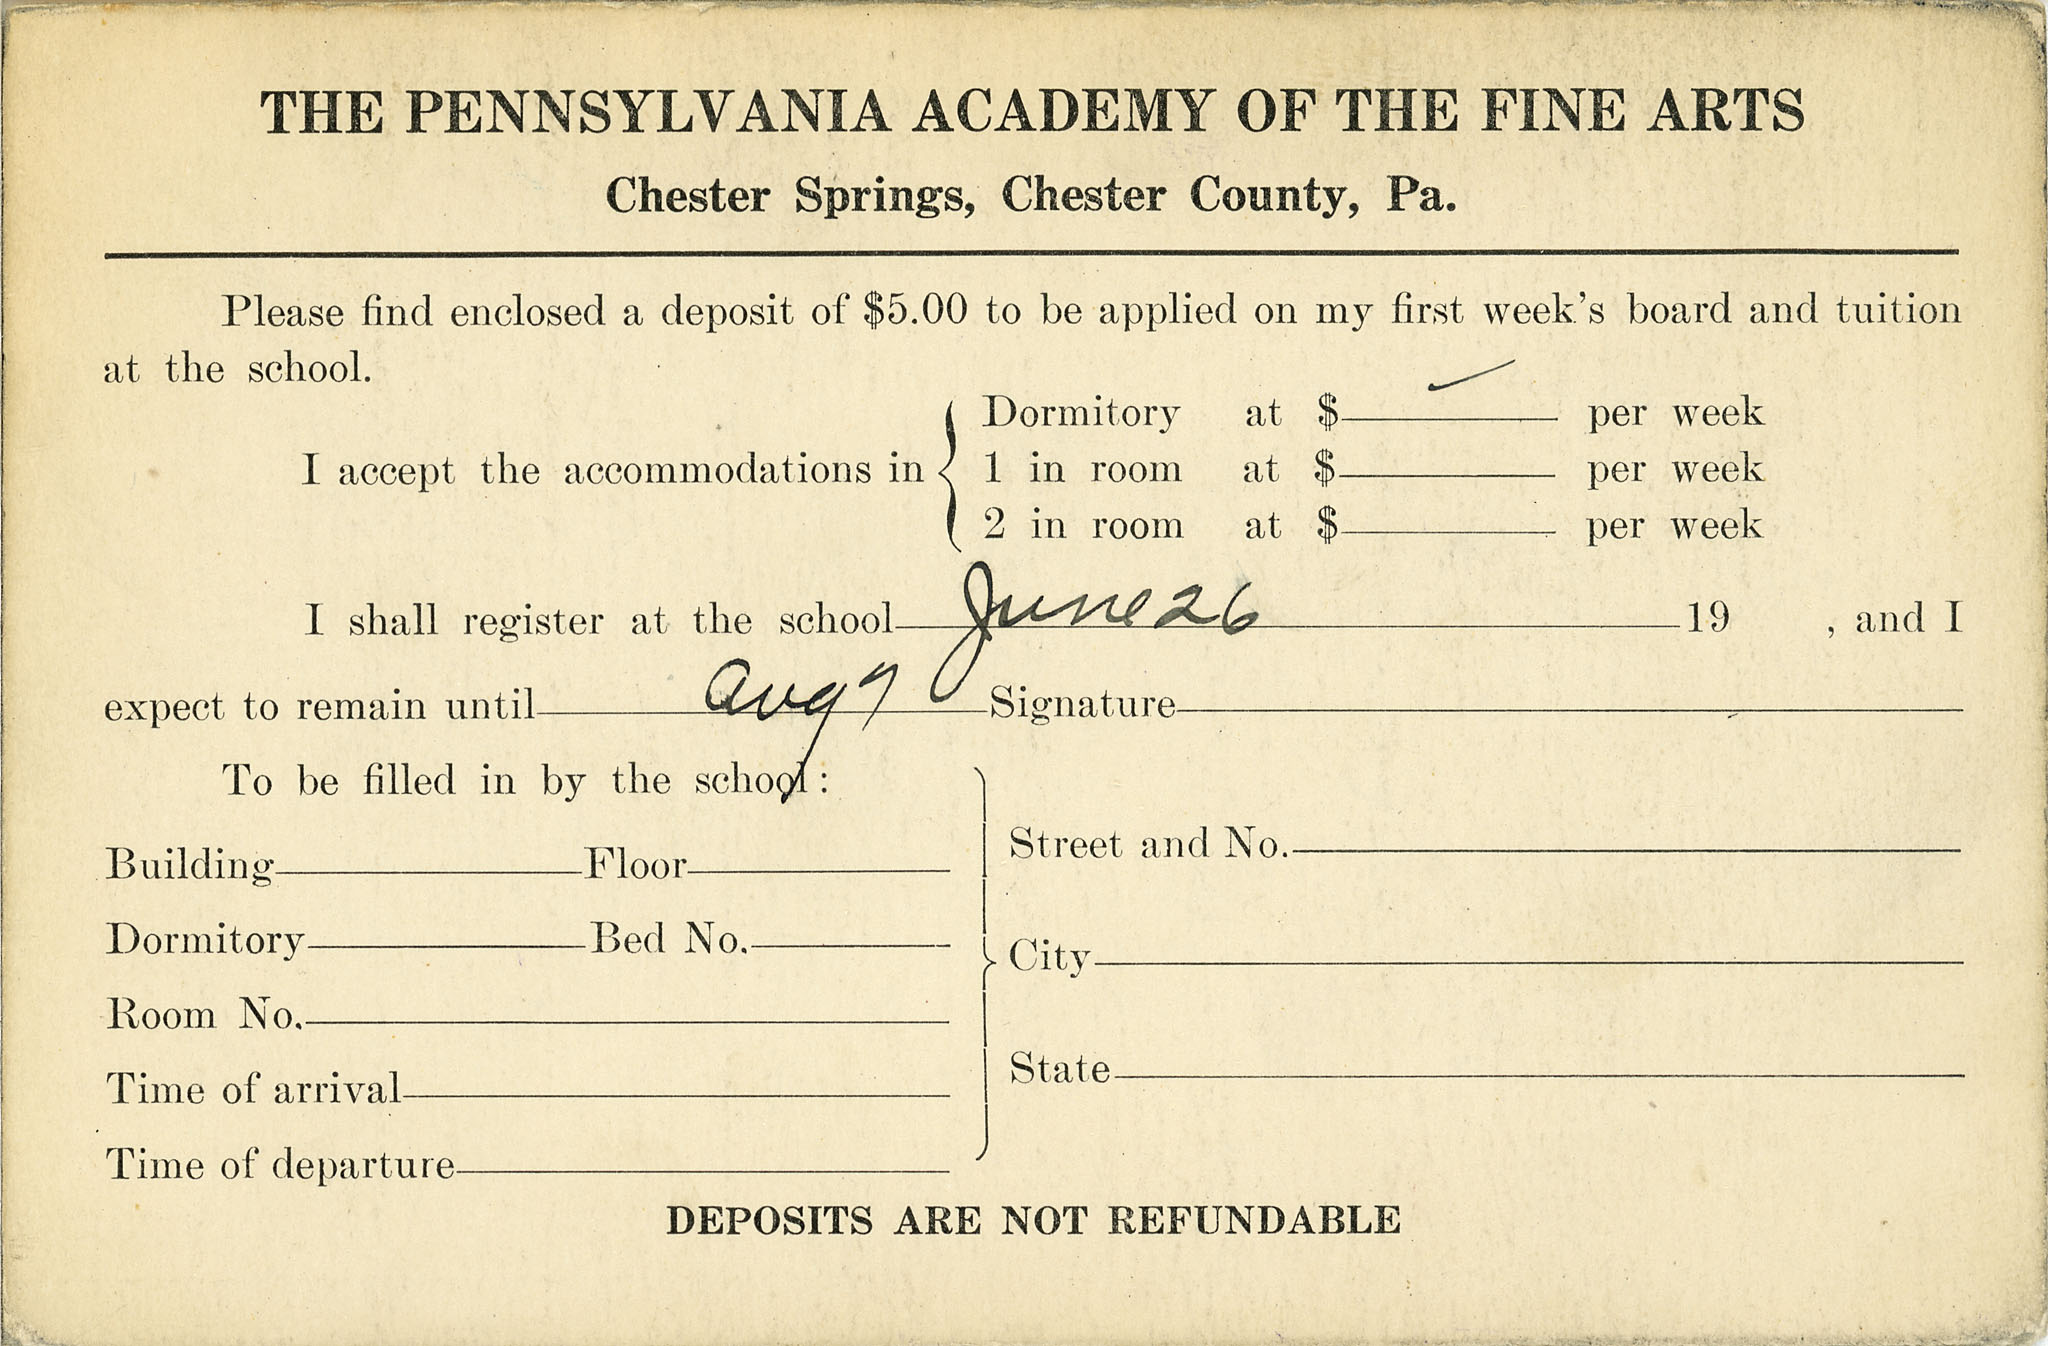 THE PENNSYLVANIA ACADEMY OF THE FINE ARTS
Chester Springs, Chester County, Pa.
Please find enclosed a deposit of $5.00 to be applied on my first week's board and tuition
at the school.
Dormitory at $ per week
I accept the accommodations in 1 in room at $ per week
2 in room at $ per week
I shall register at the school June 26 19 , and I
expect to remain until Aug 7 Signature
To be filled in by the school:
Building Floor
Street and No.
Dormitory Bed No.
City
Room No.
State
Time of arrival
Time of departure
DEPOSITS ARE NOT REFUNDABLE